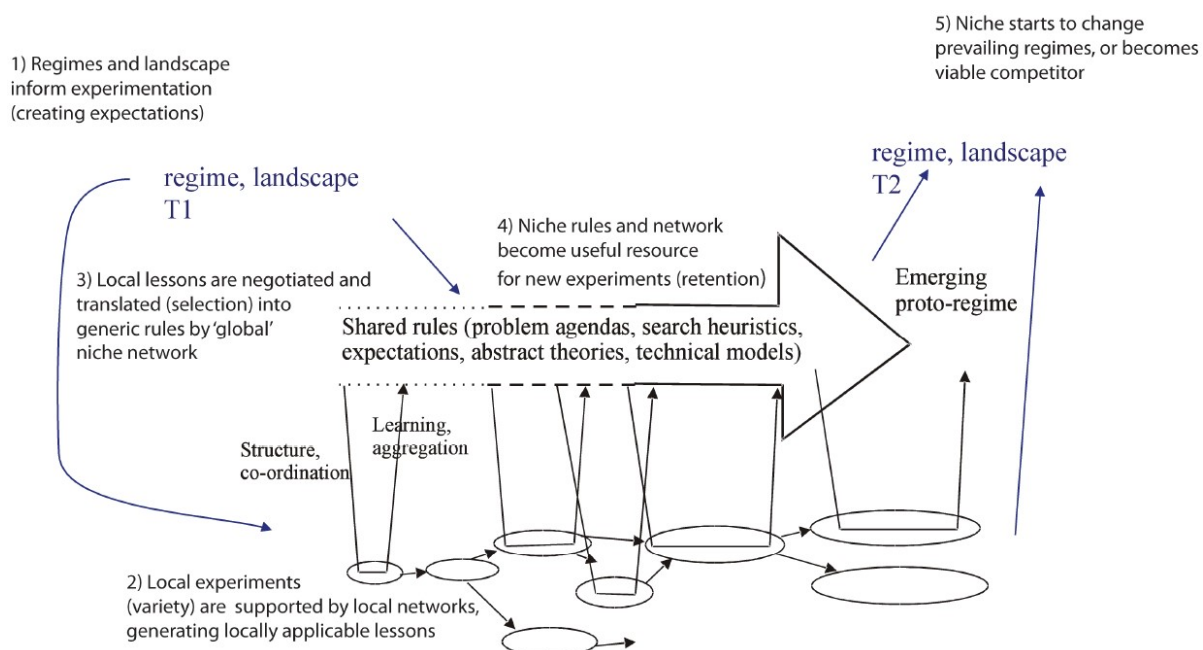 1) Regimes and landscape
inform experimentation
(creating expectations)
5) Niche starts to change
prevailing regimes, or becomes
viable competitor
regime, landscape
T1
regime, landscape
T2
3) Local lessons are negotiated and
translated (selection) into
generic rules by ‘global’
niche network
4) Niche rules and network
become useful resource
for new experiments (retention)
Emerging
proto-regime
Shared rules (problem agendas, search heuristics,
expectations, abstract theories, technical models)
Structure,
co-ordination
Learning,
aggregation
2) Local experiments
(variety) are supported by local networks,
generating locally applicable lessons